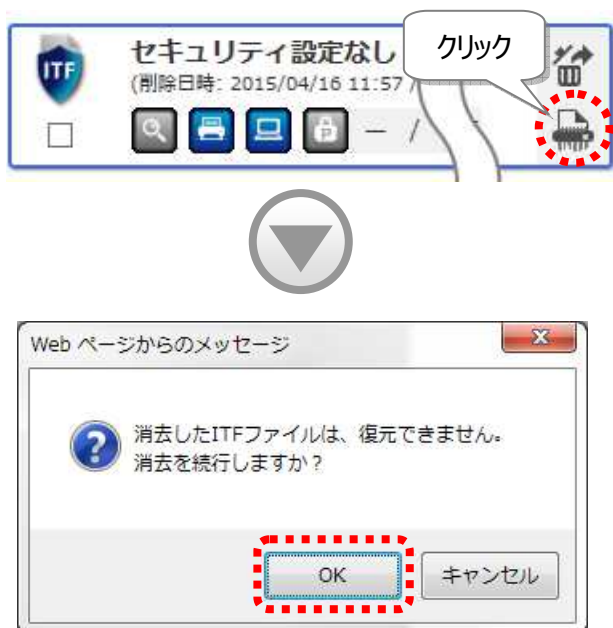 ITF
セキュリティ設定なし
クリック
(削除日時: 2015/04/16 11:57 /
P
− /
Web ページからのメッセージ
X
消去したITFファイルは、復元できません。
消去を続行しますか？
OK
キャンセル